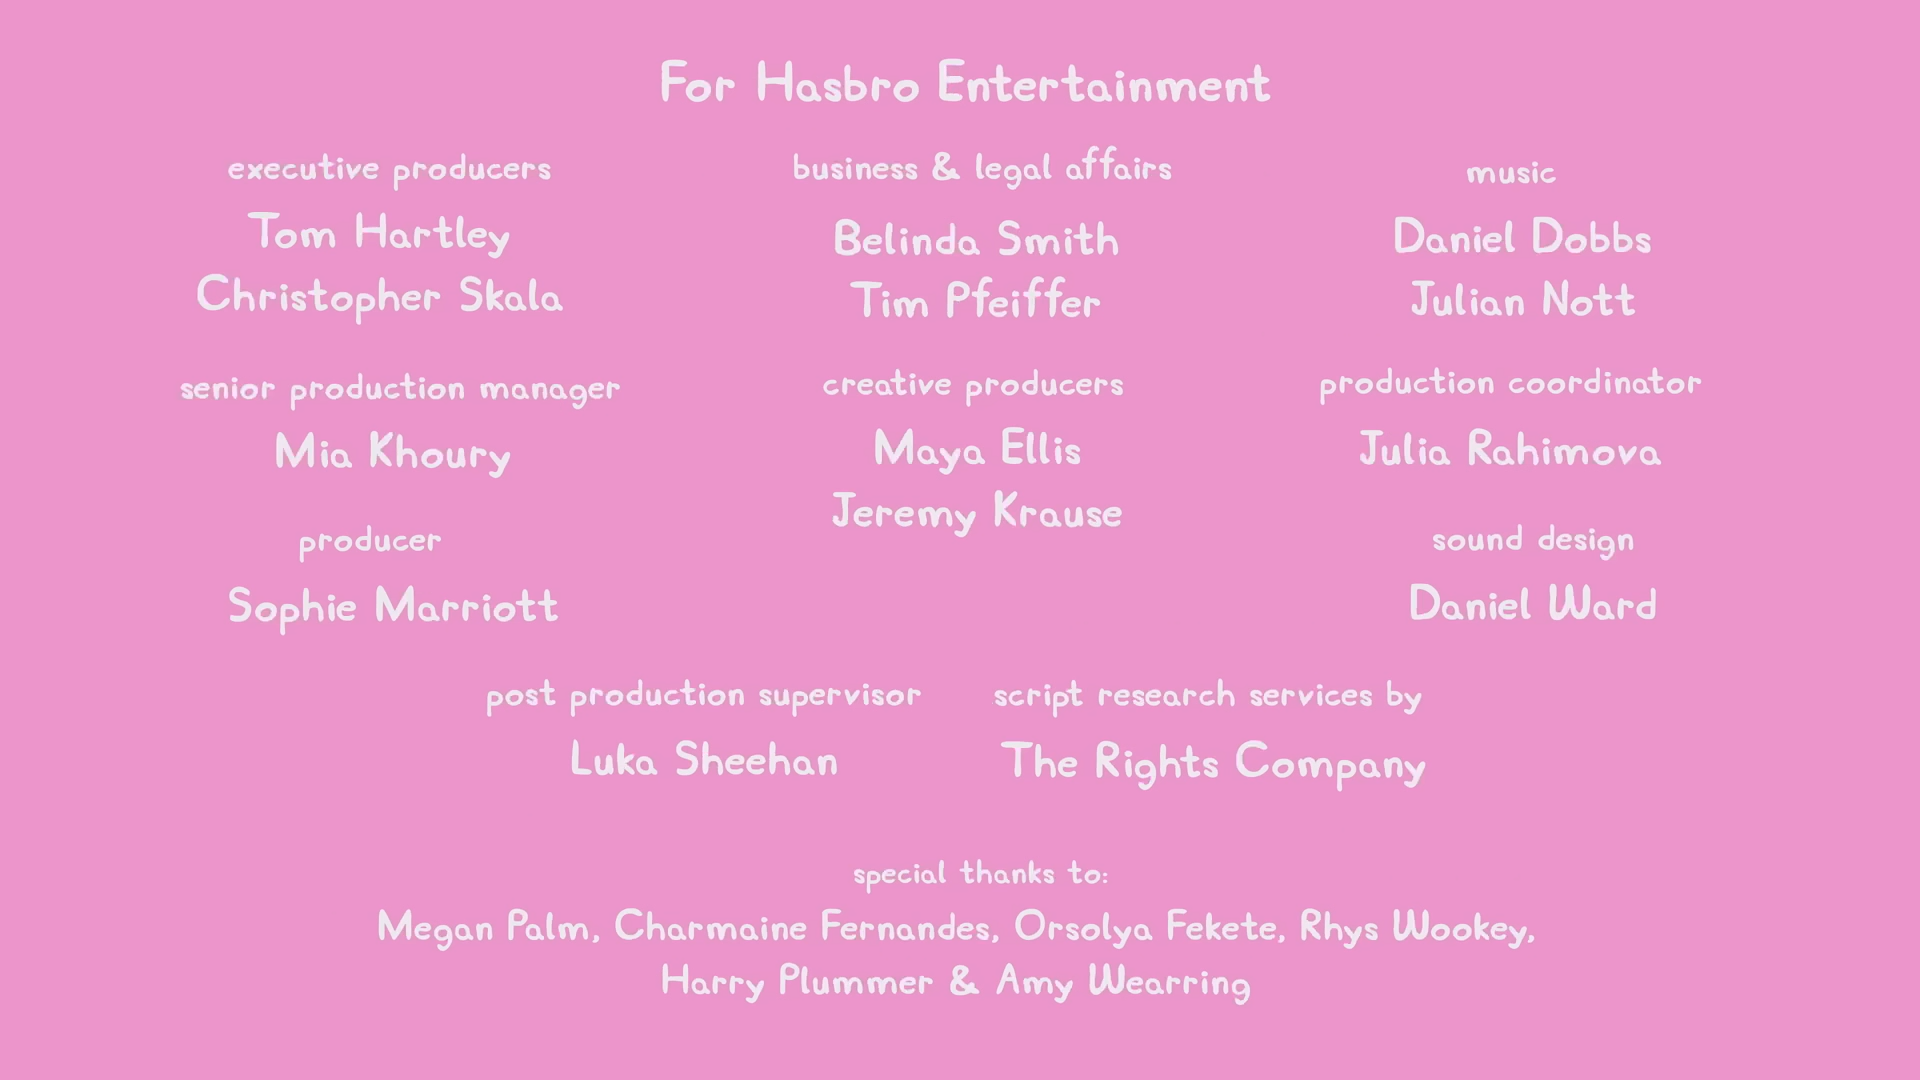 For Hasbro Entertainment
executive producers
Tom Hartley
Christopher Skala
business & legal affairs
Belinda Smith
Tim Pfeiffer
music
Daniel Dobbs
Julian Nott
senior production manager
Mia Khoury
creative producers
Maya Ellis
Jeremy Krause
production coordinator
Julia Rahimova
producer
Sophie Marriott
sound design
Daniel Ward
post production supervisor
Luka Sheehan
script research services by
The Rights Company
special thanks to:
Megan Palm, Charmaine Fernandes, Orsolya Fekete, Rhys Wookey,
Harry Plummer & Amy Wearring